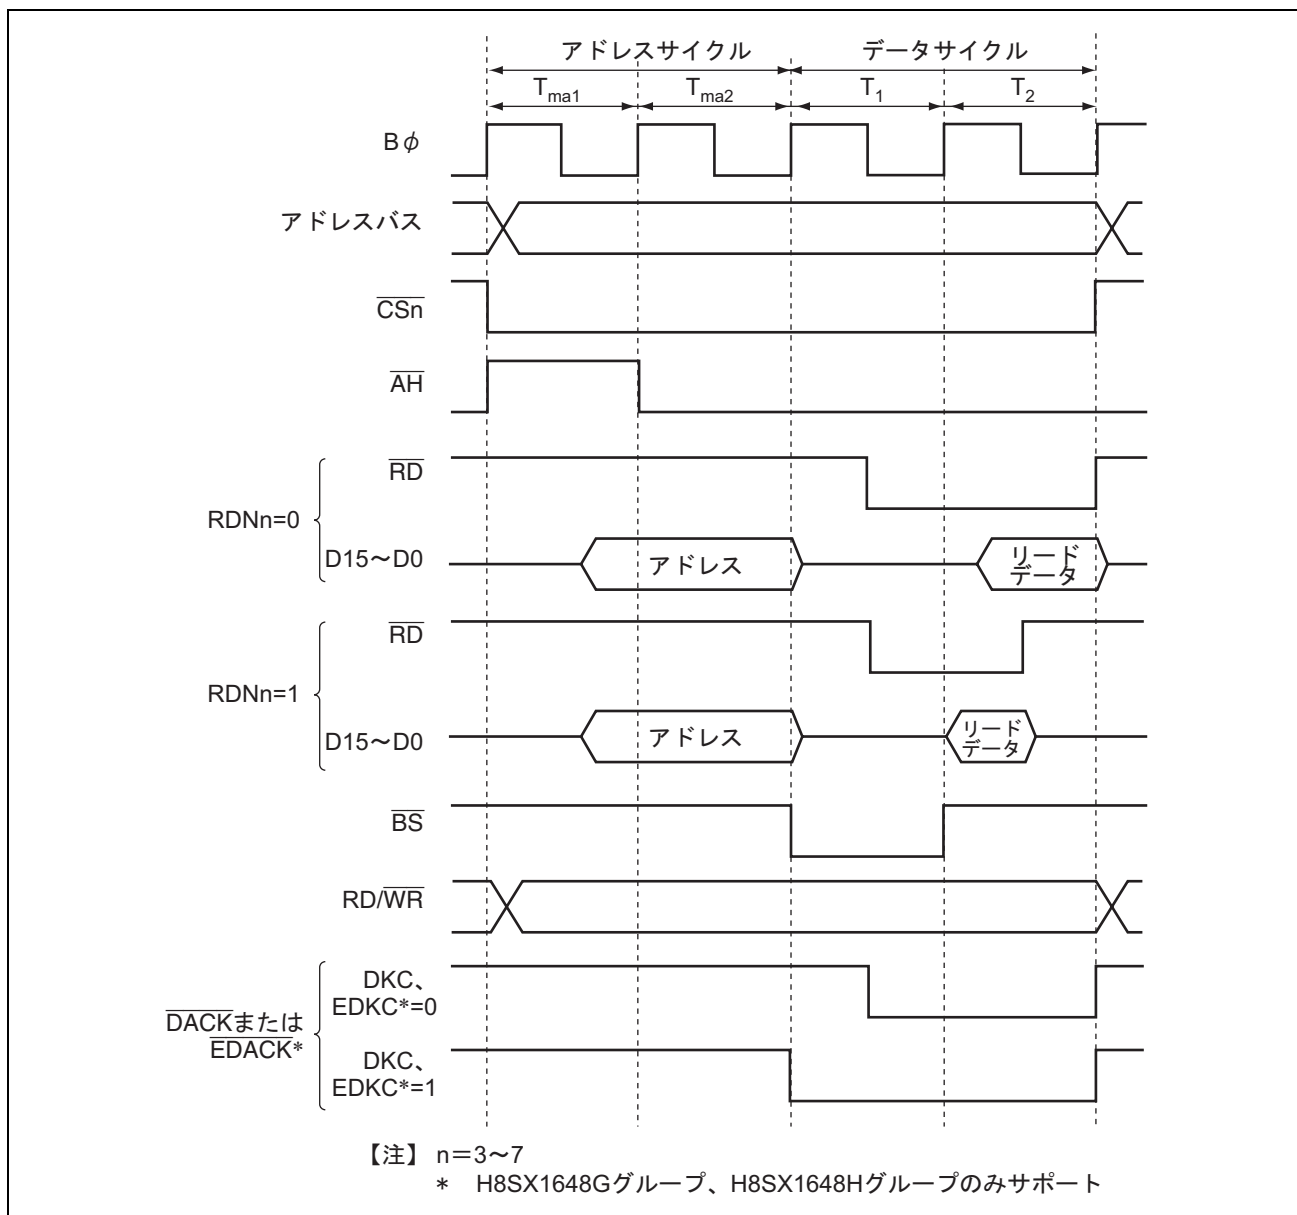 アドレスサイクル データサイクル
Tma1 Tma2 T1 T2
Bφ
アドレスバス
CSn
AH
RD
RDNn=0
D15～D0 アドレス リード
データ
RD
RDNn=1
D15～D0 アドレス リード
データ
BS
RD/WR
DKC、
EDKC*=0
DACKまたは
EDACK*
DKC、
EDKC*=1
【注】 n＝3～7
* H8SX1648Gグループ、H8SX1648Hグループのみサポート